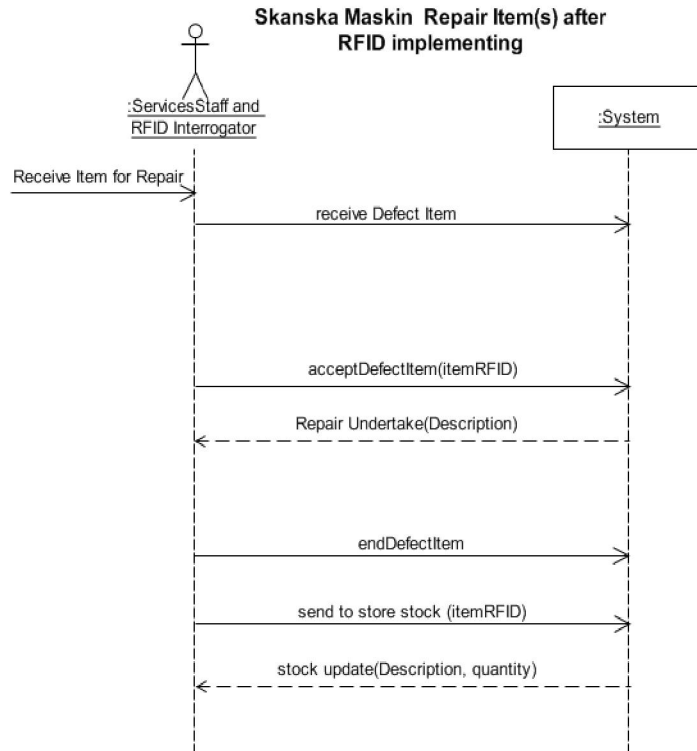 Skanska Maskin Repair Item(s) after
RFID implementing
:ServicesStaff and
RFID Interrogator
:System
Receive Item for Repair
receive Defect Item
acceptDefectItem(itemRFID)
Repair Undertake(Description)
endDefectItem
send to store stock (itemRFID)
stock update(Description, quantity)